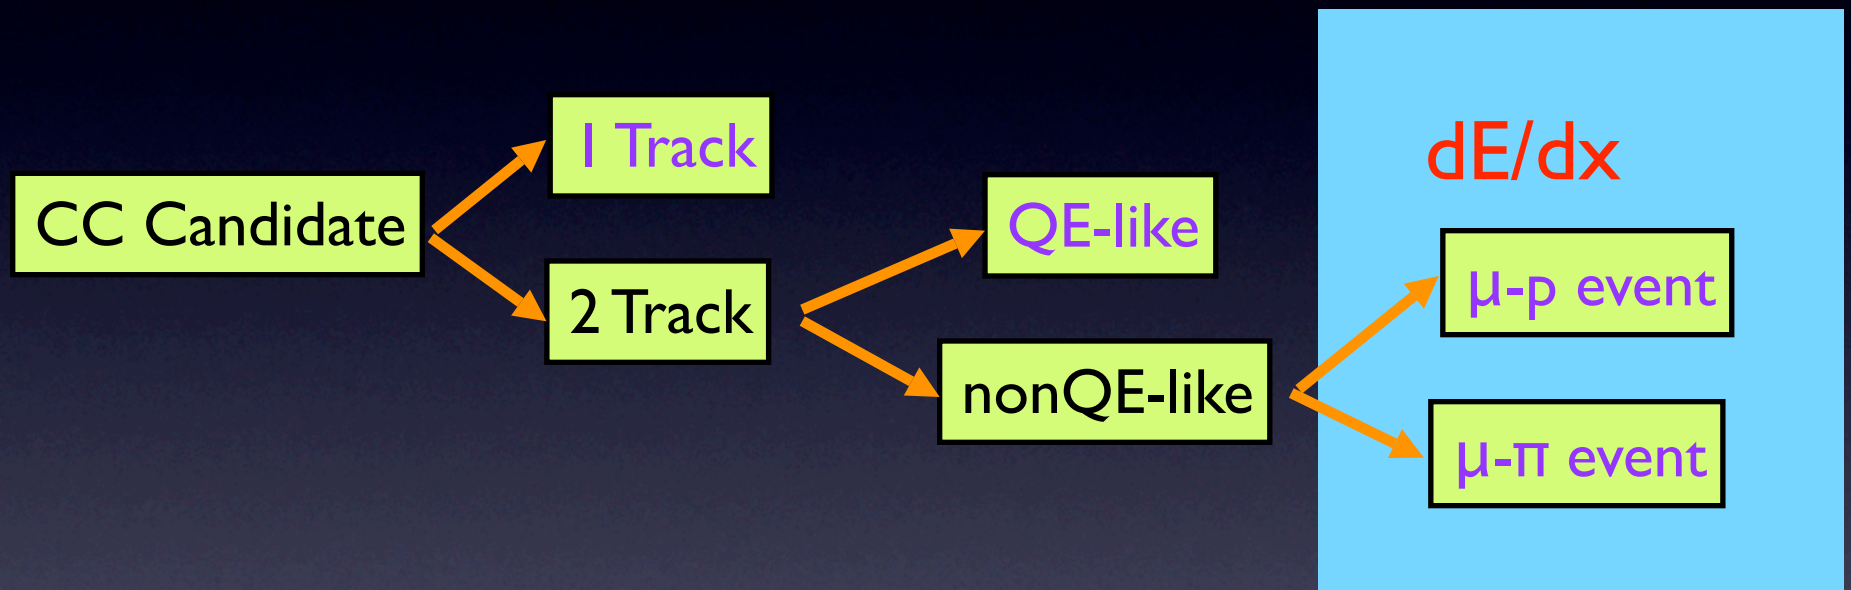 CC Candidate
1 Track
2 Track
QE-like
nonQE-like
dE/dx
μ-p event
μ-π event